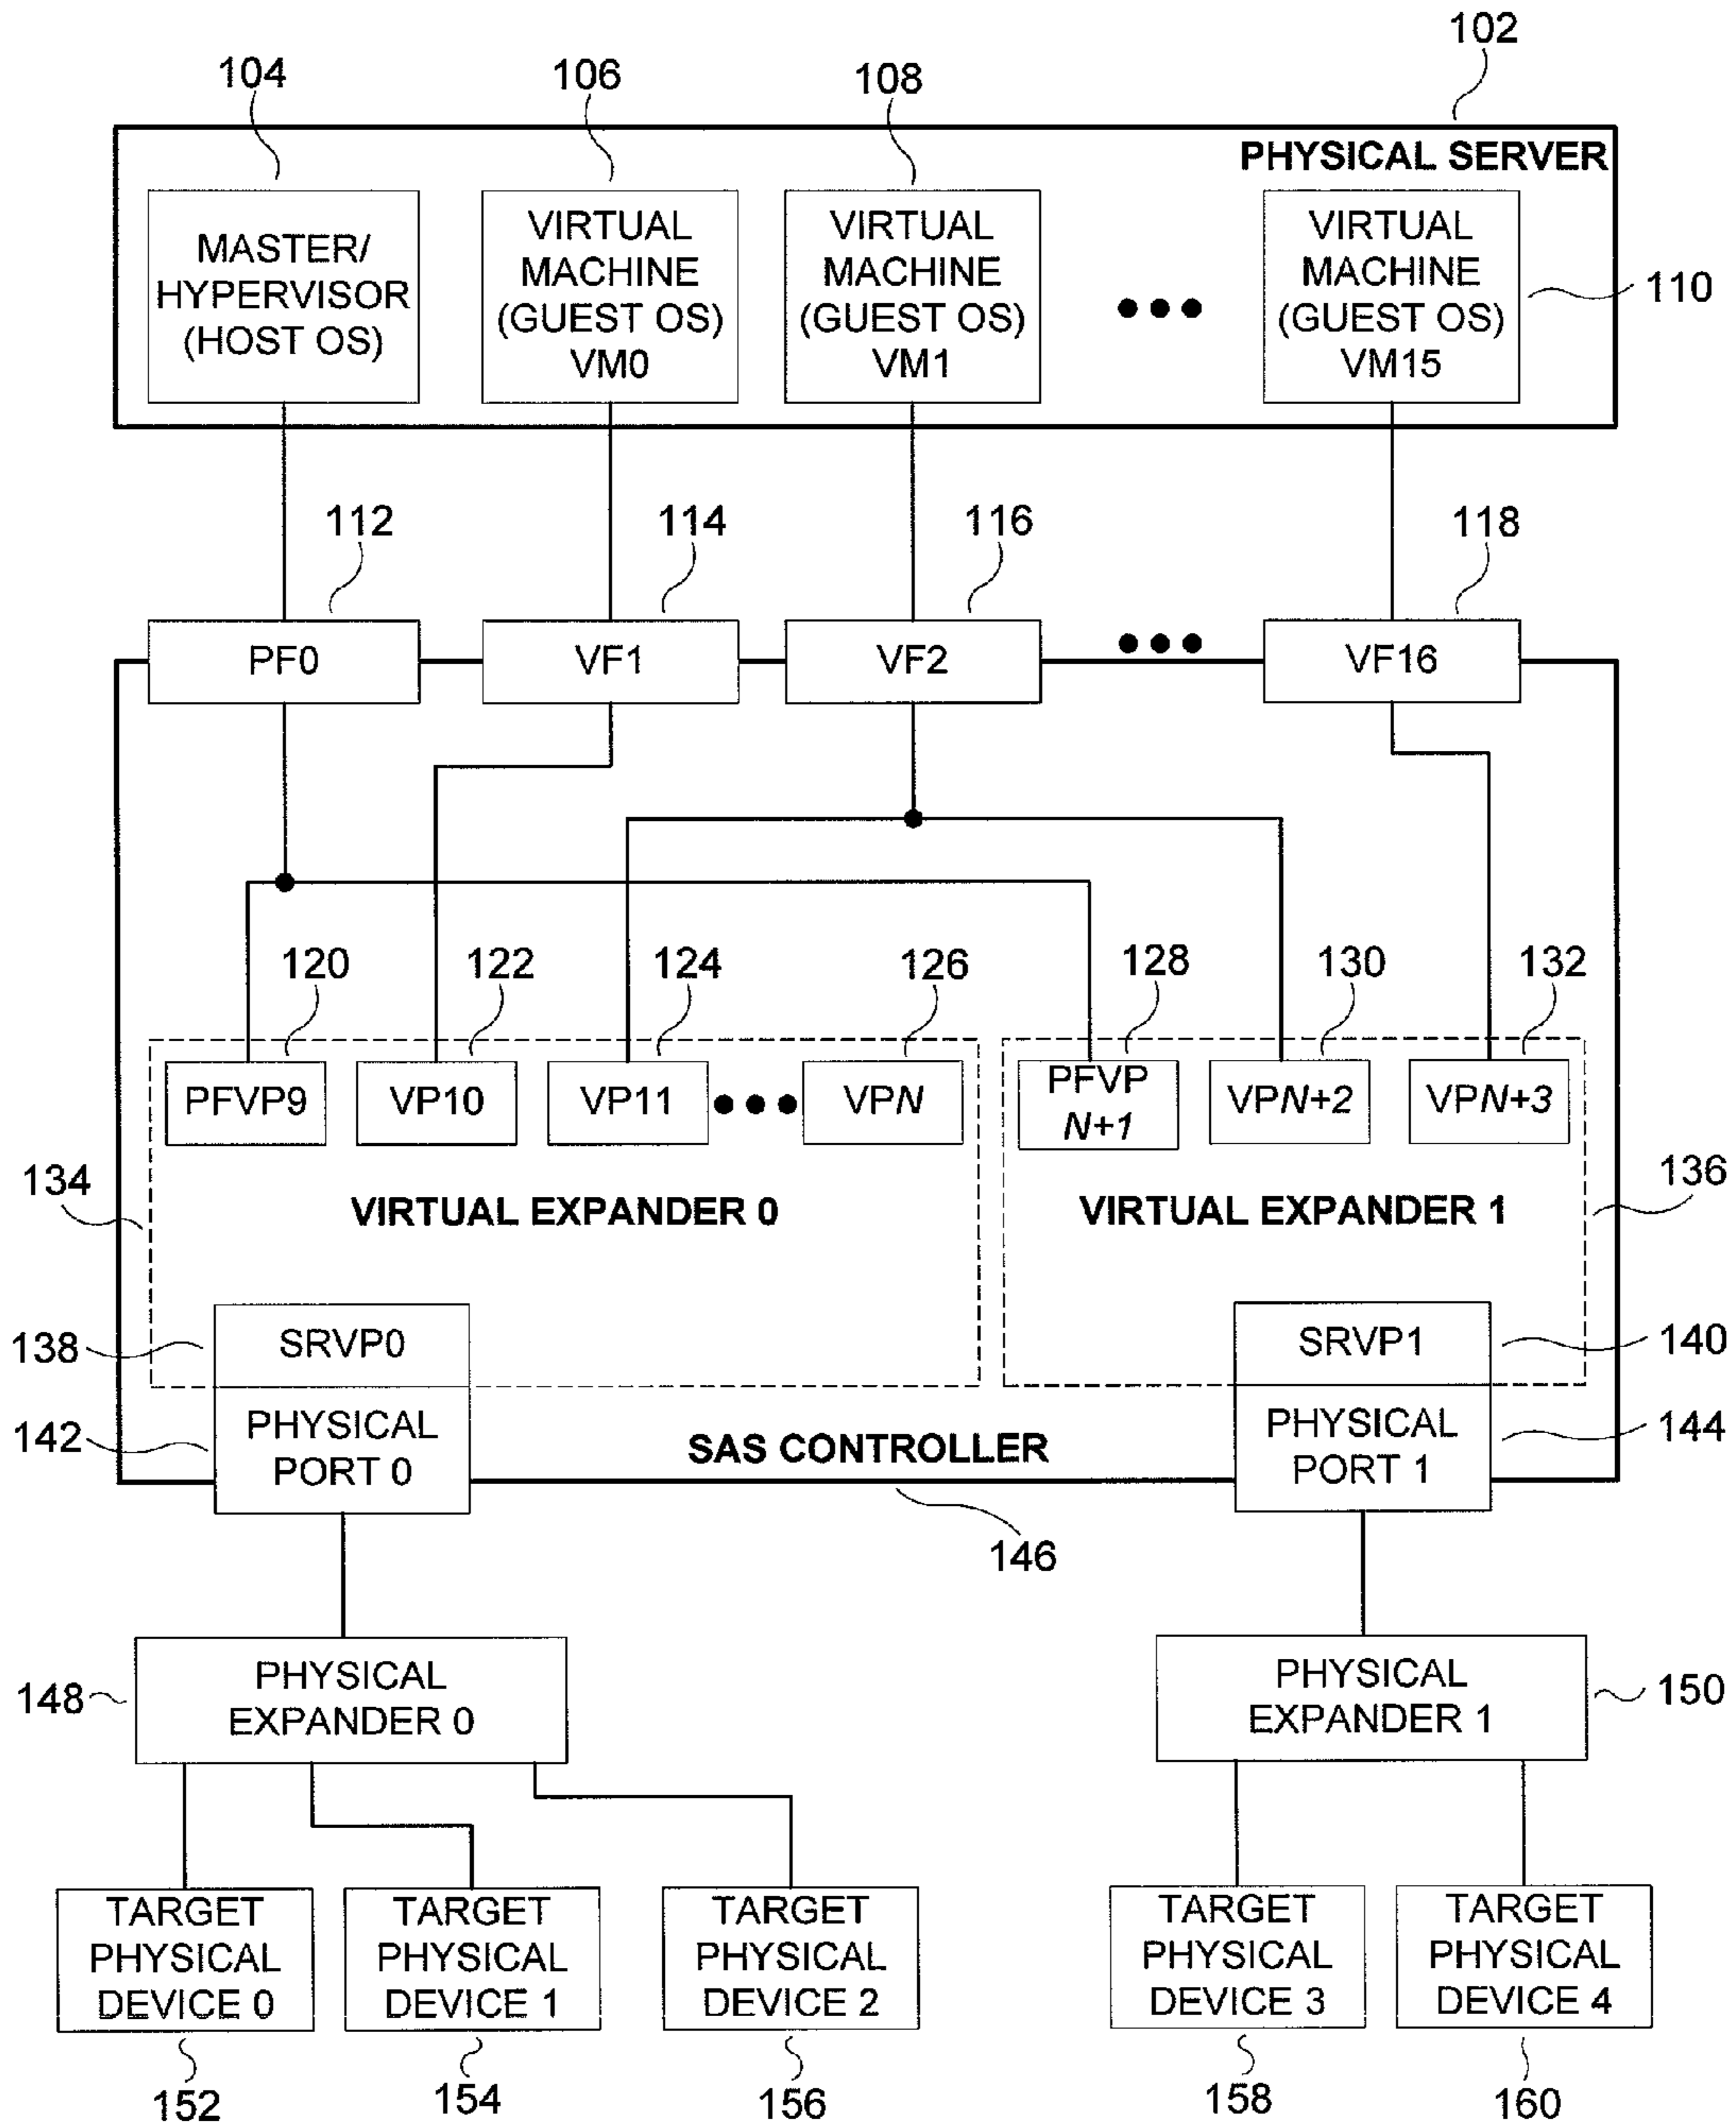 102
104
106
108
PHYSICAL SERVER
MASTER/
HYPERVISOR
(HOST OS)
VIRTUAL
MACHINE
(GUEST OS)
VM0
VIRTUAL
MACHINE
(GUEST OS)
VM1
VIRTUAL
MACHINE
(GUEST OS)
VM15
110
112
114
116
118
PF0
VF1
VF2
VF16
120
122
124
126
128
130
132
PFVP9
VP10
VP11
VPN
PFVP
N+1
VPN+2
VPN+3
134
VIRTUAL EXPANDER 0
VIRTUAL EXPANDER 1
136
138
SRVP0
SRVP1
140
142
PHYSICAL
PORT 0
SAS CONTROLLER
PHYSICAL
PORT 1
144
146
148
PHYSICAL
EXPANDER 0
PHYSICAL
EXPANDER 1
150
TARGET
PHYSICAL
DEVICE 0
TARGET
PHYSICAL
DEVICE 1
TARGET
PHYSICAL
DEVICE 2
TARGET
PHYSICAL
DEVICE 3
TARGET
PHYSICAL
DEVICE 4
152
154
156
158
160